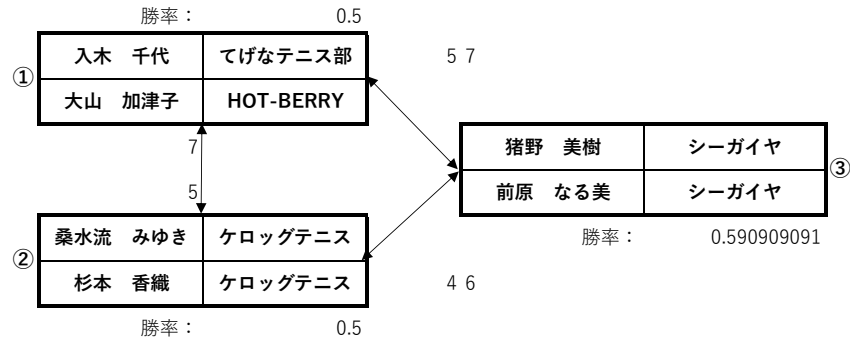 勝率： 0.5
① 入木　千代 てげなテニス部
大山　加津子 HOT-BERRY
5 7
7
5
猪野　美樹 シーガイヤ ③
前原　なる美 シーガイヤ
勝率： 0.590909091
② 桑水流　みゆき ケロッグテニス
杉本　香織 ケロッグテニス
4 6
勝率： 0.5